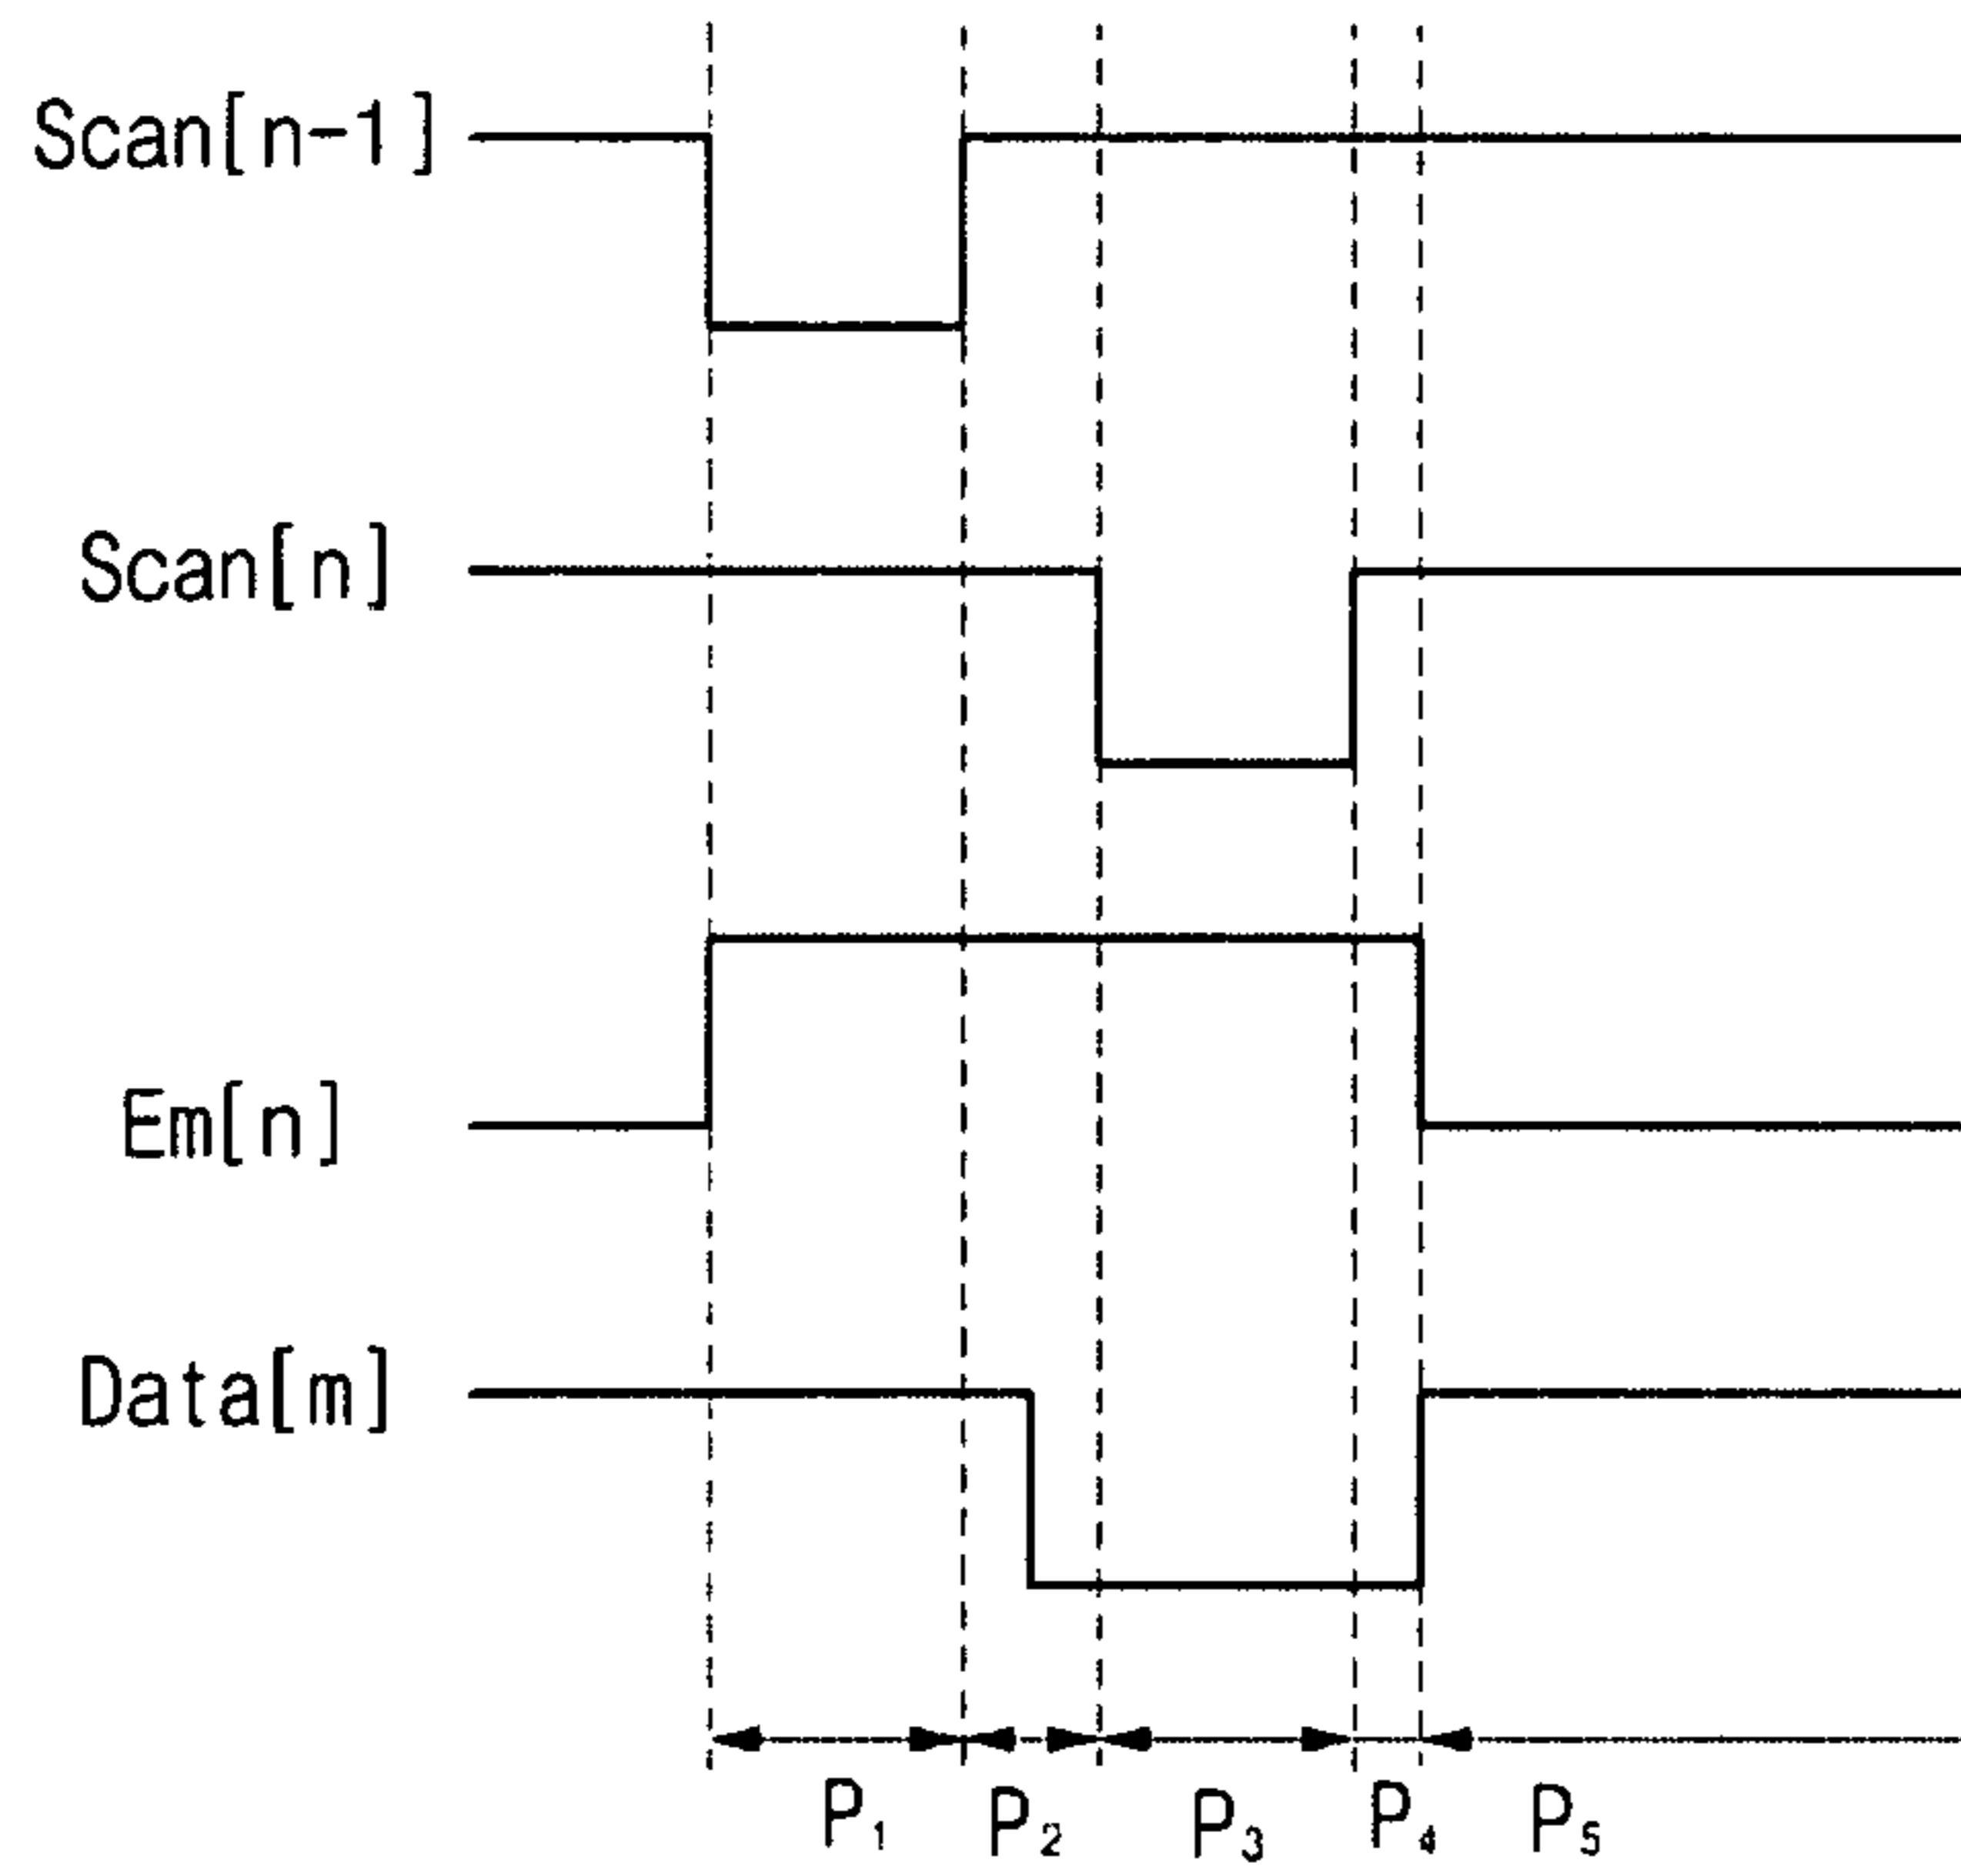 Scan[n-1]
Scan[n]
Em[n]
Data[m]
P₁ P₂ P₃ P₄ P₅